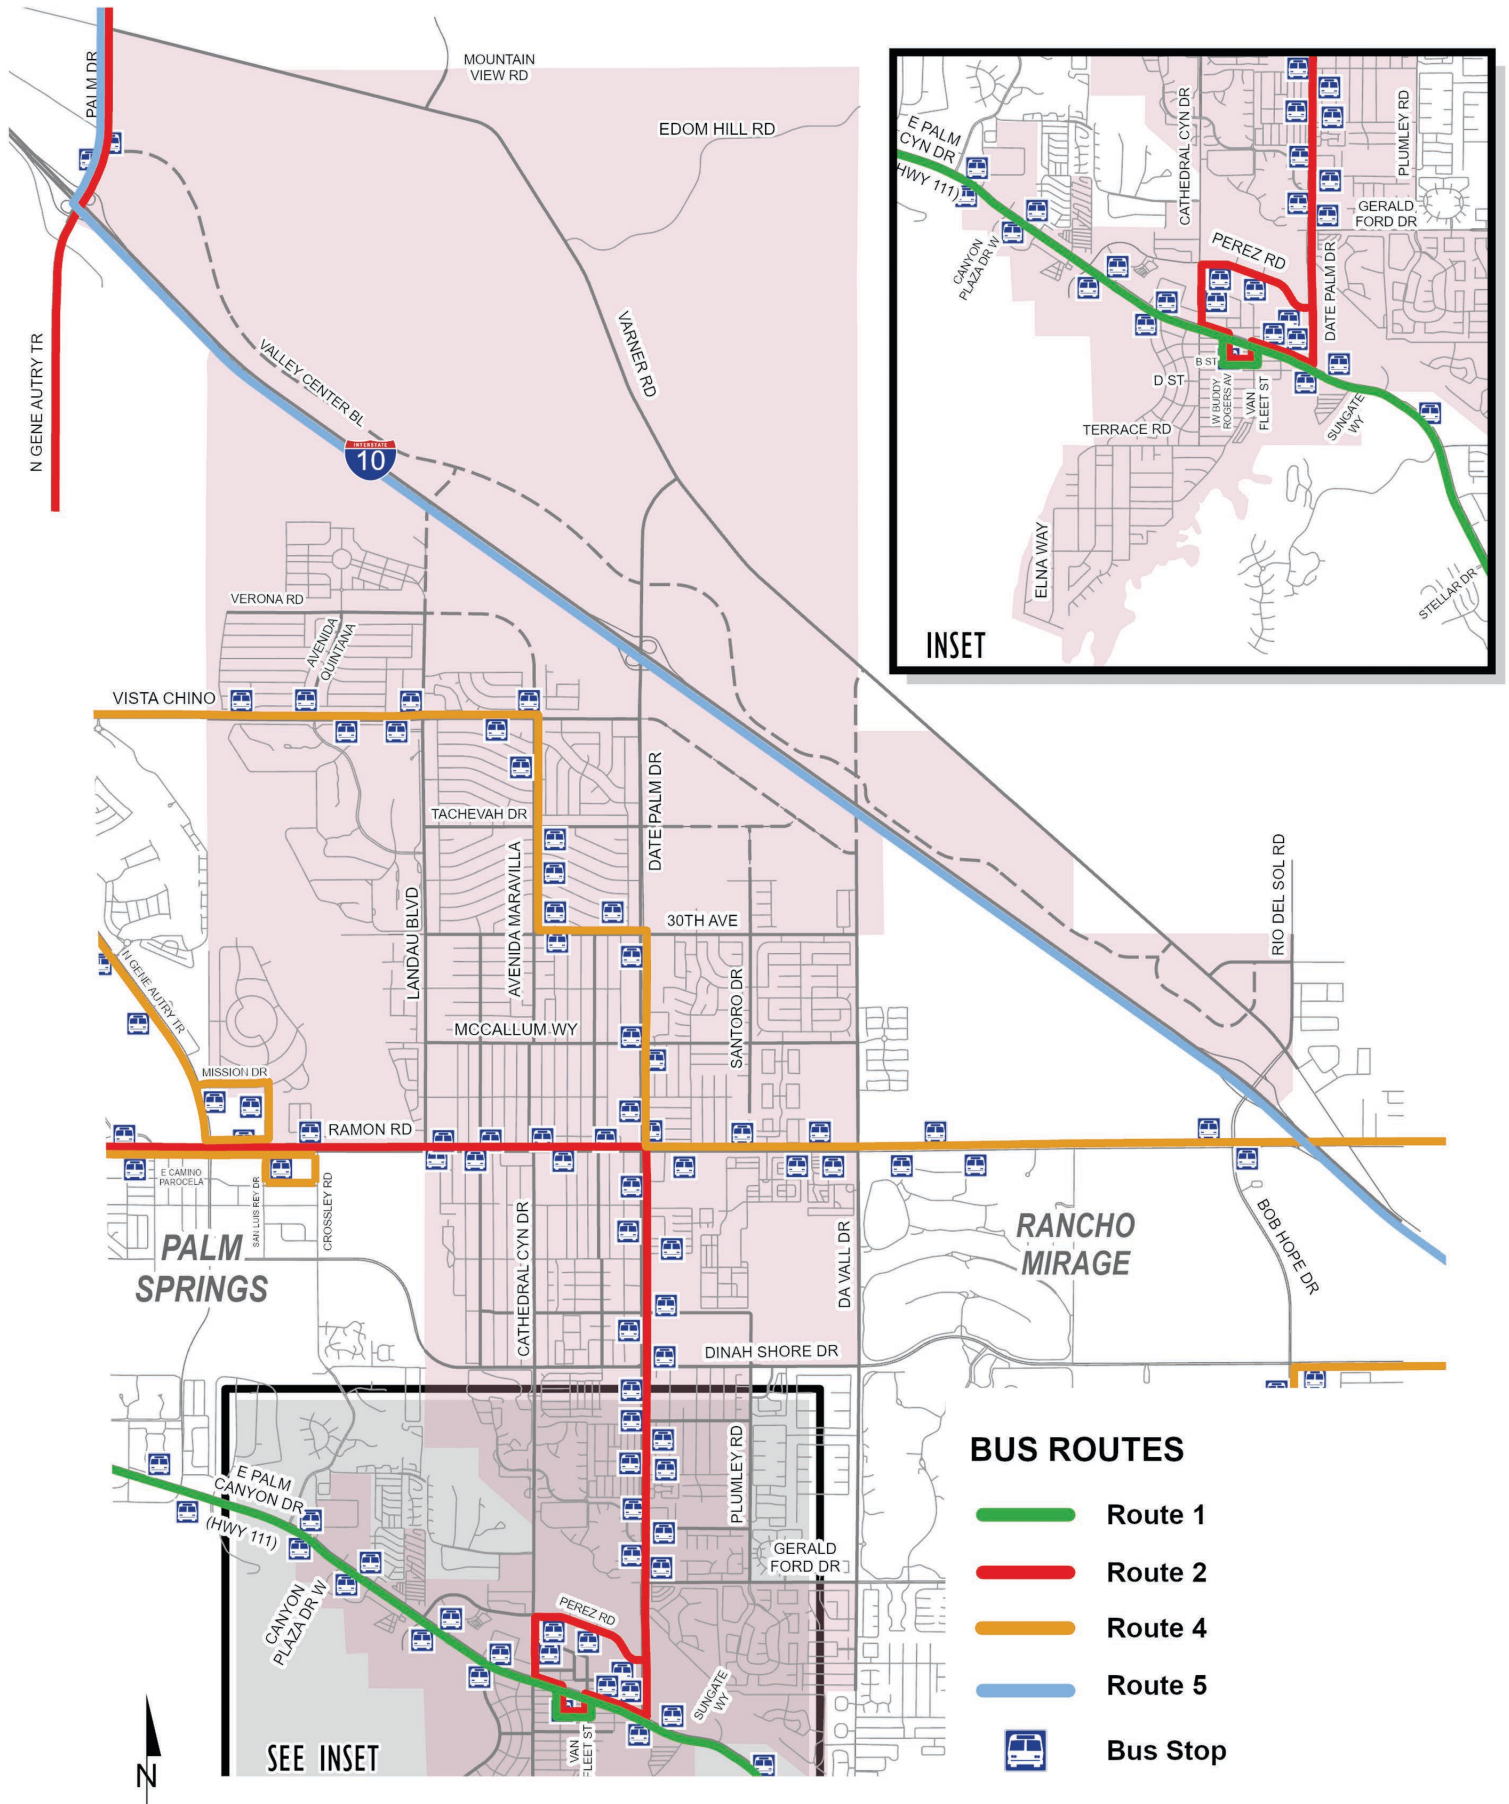 PALM DR
MOUNTAIN
VIEW RD
EDOM HILL RD
N GENE AUTRY TR
VALLEY CENTER BL
VARNER RD
INTERSTATE
10
VERONA RD
AVENIDA
QUINTANA
VISTA CHINO
TACHEVAH DR
DATE PALM DR
LANDAU BLVD
AVENIDA MARAVILLA
30TH AVE
RIO DEL SOL RD
N GENE AUTRY TR
MCCALLUM WY
SANTORO DR
MISSION DR
RAMON RD
E CAMINO
PAROCELA
SAN LUIS REY DR
CROSSLEY RD
PALM
SPRINGS
CATHEDRAL CYN DR
DA VALL DR
RANCHO
MIRAGE
BOB HOPE DR
DINAH SHORE DR
E PALM
CANYON DR
(HWY 111)
CANYON
PLAZA DR W
PLUMLEY RD
GERALD
FORD DR
PEREZ RD
SUNGATE
WY
VAN
FLEET ST
SEE INSET
N
BUS ROUTES
Route 1
Route 2
Route 4
Route 5
Bus Stop
E PALM
CYN DR
HWY 111)
CATHEDRAL CYN DR
PLUMLEY RD
GERALD
FORD DR
CANYON
PLAZA DR W
PEREZ RD
DATE PALM DR
B ST
D ST
W BUDDY
ROGERS AV
VAN
FLEET ST
SUNGATE
WY
TERRACE RD
ELNA WAY
STELLAR DR
INSET